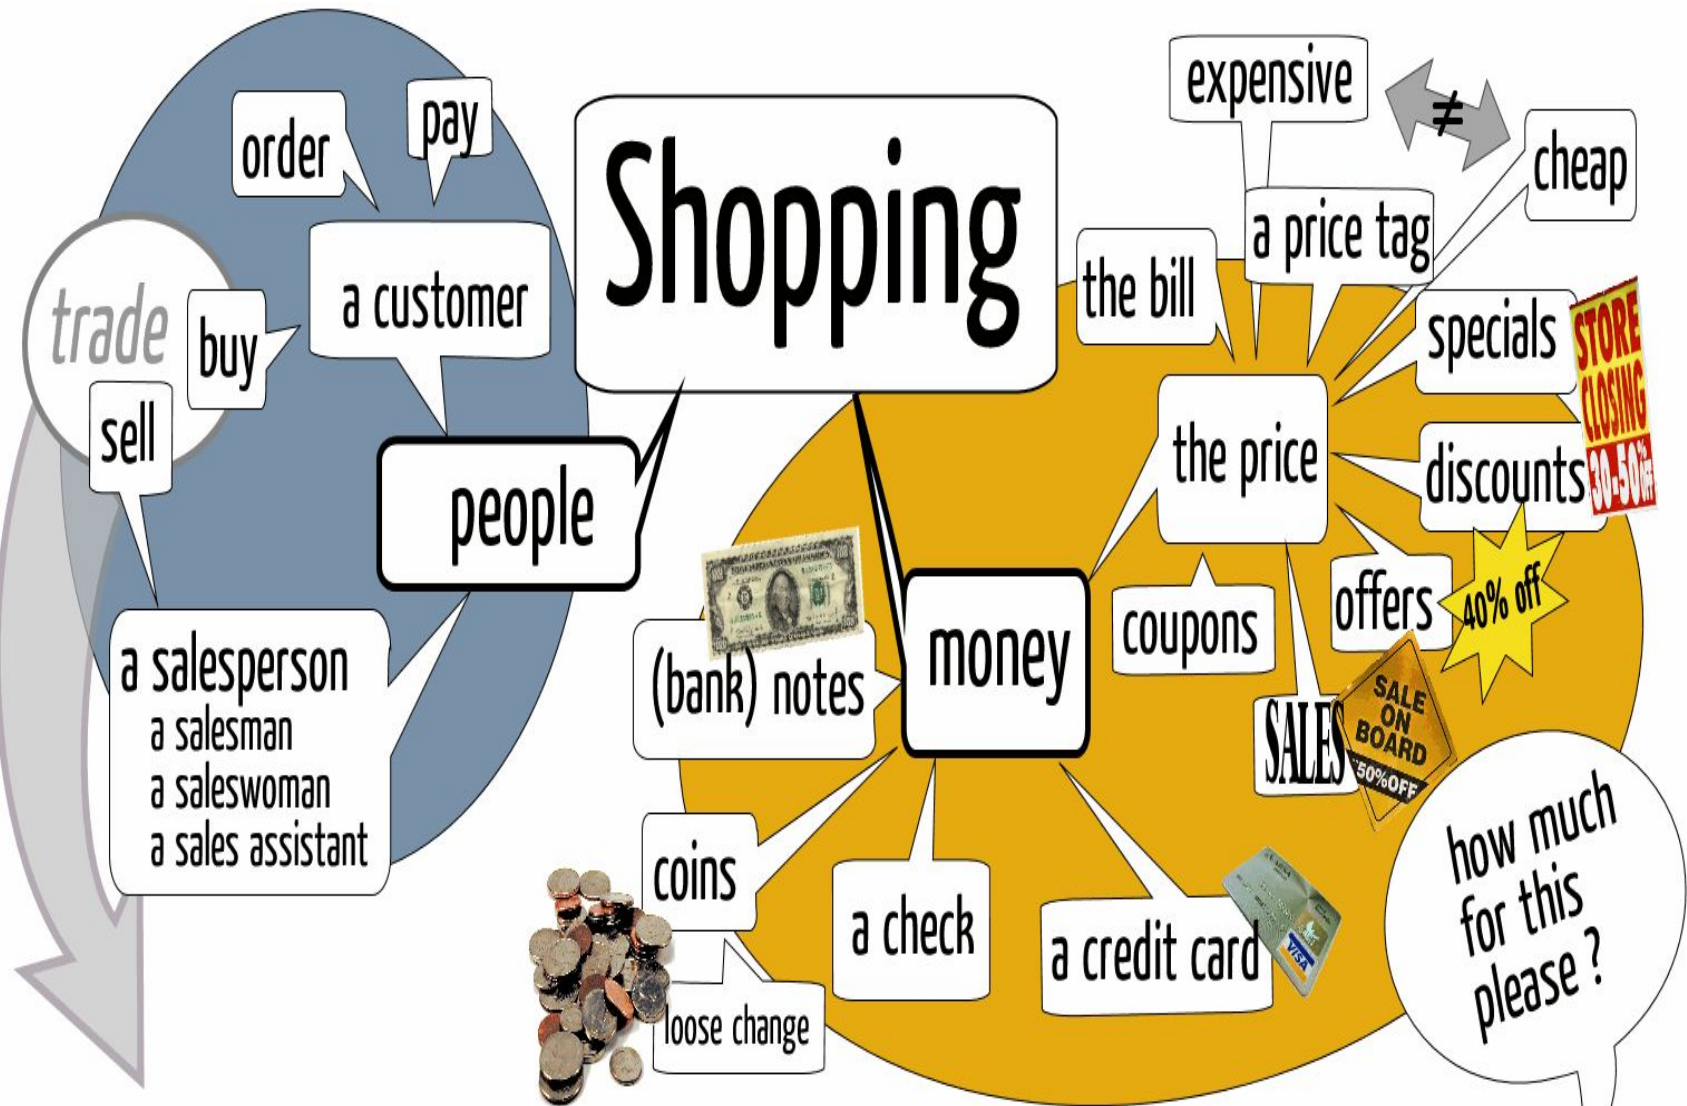 Shopping
order
pay
a customer
trade
buy
sell
people
a salesperson
a salesman
a saleswoman
a sales assistant
expensive
≠
cheap
a price tag
the bill
specials
STORE
CLOSING
30-50% OFF
the price
discounts
offers
40% off
coupons
SALES
SALE
ON
BOARD
50%OFF
money
(bank) notes
100
coins
loose change
a check
a credit card
VISA
how much
for this
please ?